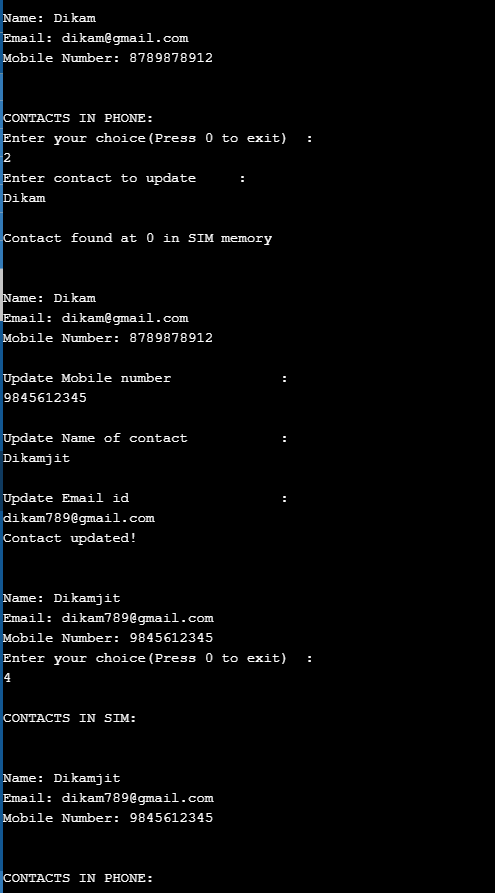 Name: Dikam
Email: dikam@gmail.com
Mobile Number: 8789878912
CONTACTS IN PHONE:
Enter your choice(Press 0 to exit)  :
2
Enter contact to update     :
Dikam
Contact found at 0 in SIM memory
Name: Dikam
Email: dikam@gmail.com
Mobile Number: 8789878912
Update Mobile number             :
9845612345
Update Name of contact           :
Dikamjit
Update Email id                  :
dikam789@gmail.com
Contact updated!
Name: Dikamjit
Email: dikam789@gmail.com
Mobile Number: 9845612345
Enter your choice(Press 0 to exit)  :
4
CONTACTS IN SIM:
Name: Dikamjit
Email: dikam789@gmail.com
Mobile Number: 9845612345
CONTACTS IN PHONE: